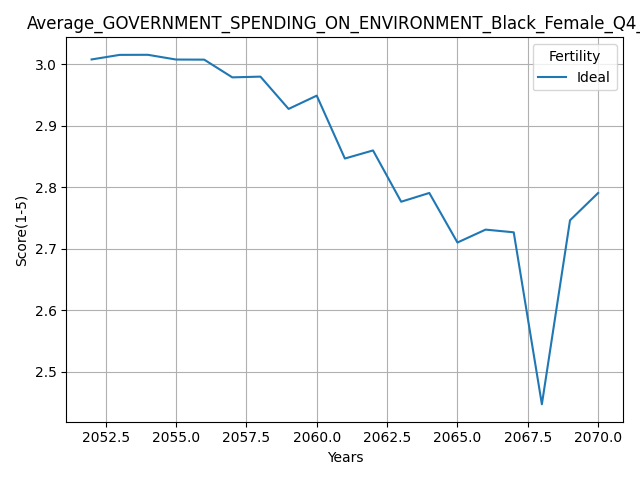 Average_GOVERNMENT_SPENDING_ON_ENVIRONMENT_Black_Female_Q4_
Fertility
Ideal
3.0
2.9
2.8
2.7
2.6
2.5
Score(1-5)
2052.5 2055.0 2057.5 2060.0 2062.5 2065.0 2067.5 2070.0
Years